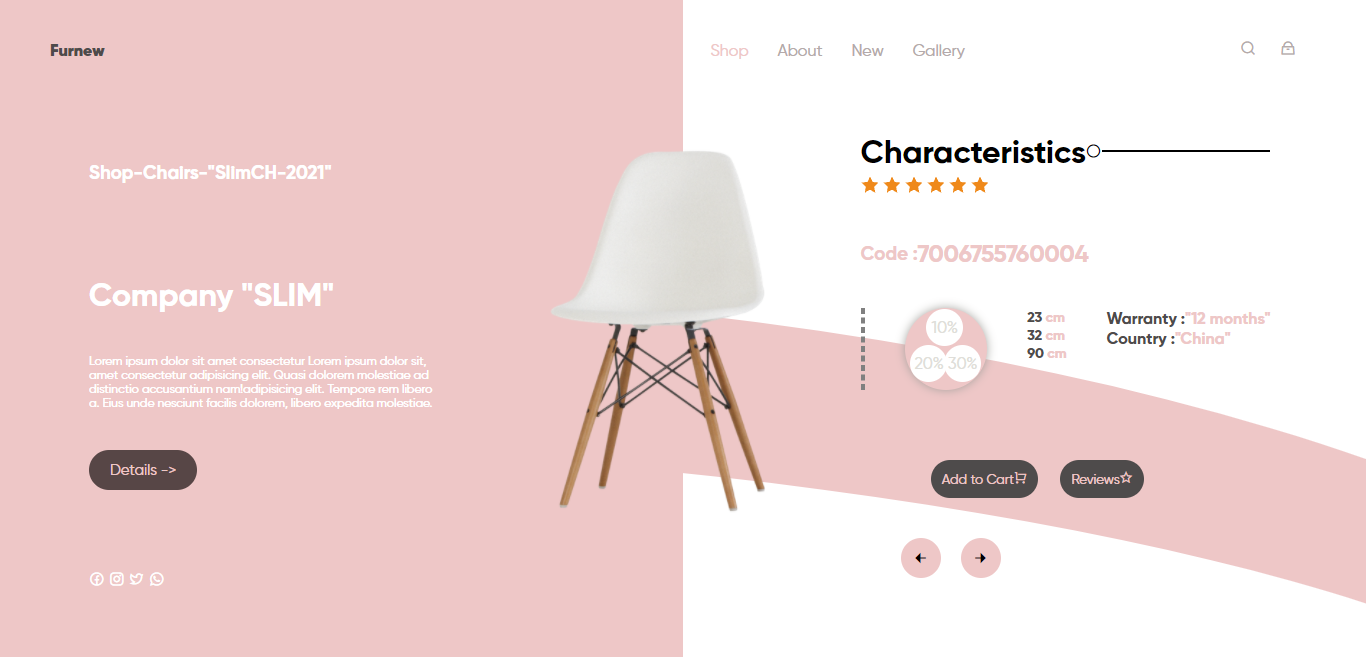 Furnew
Shop About New Gallery
Shop-Chairs-"SlimCH-2021"
Company "SLIM"
Lorem ipsum dolor sit amet consectetur Lorem ipsum dolor sit,
amet consectetur adipisicing elit. Quasi dolorem molestiae ad
distinctio accusantium nam!adipisicing elit. Tempore rem libero
a. Eius unde nesciunt facilis dolorem, libero expedita molestiae.
Details ->
Characteristics
Code :7006755760004
10%
20% 30%
23 cm
32 cm
90 cm
Warranty :"12 months"
Country :"China"
Add to Cart
Reviews